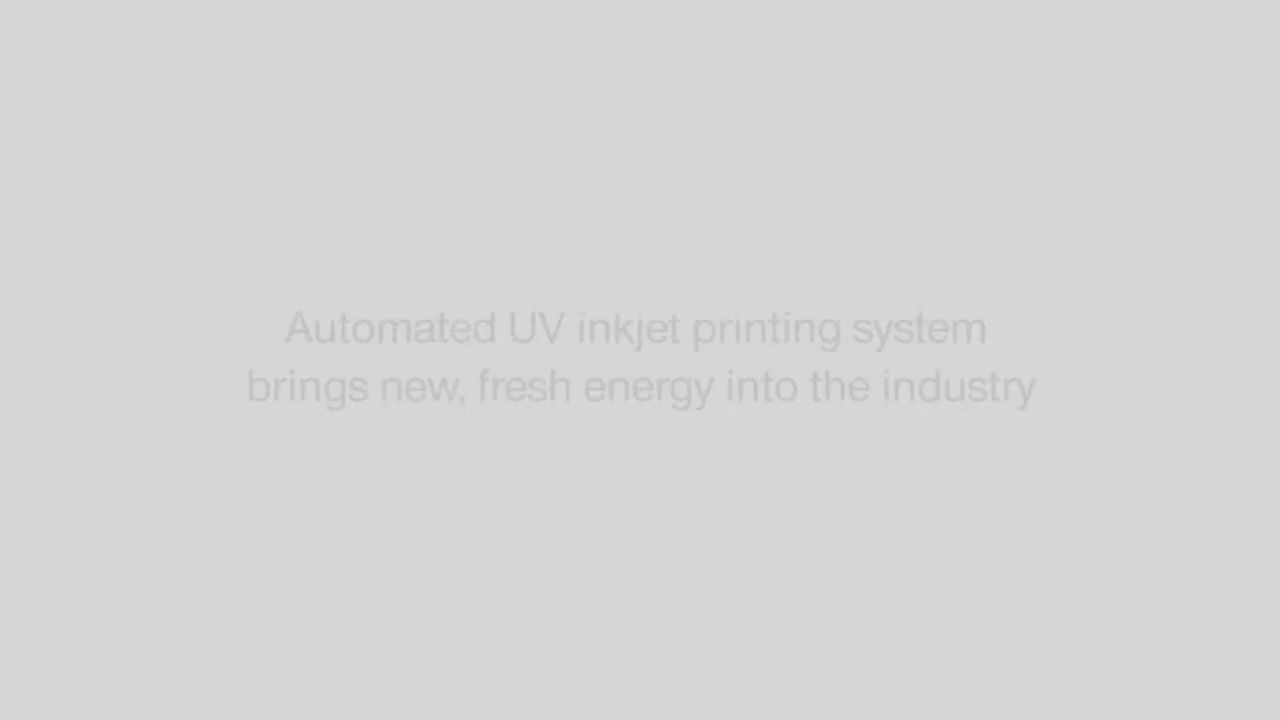 Automated UV inkjet printing system
brings new, fresh energy into the industry